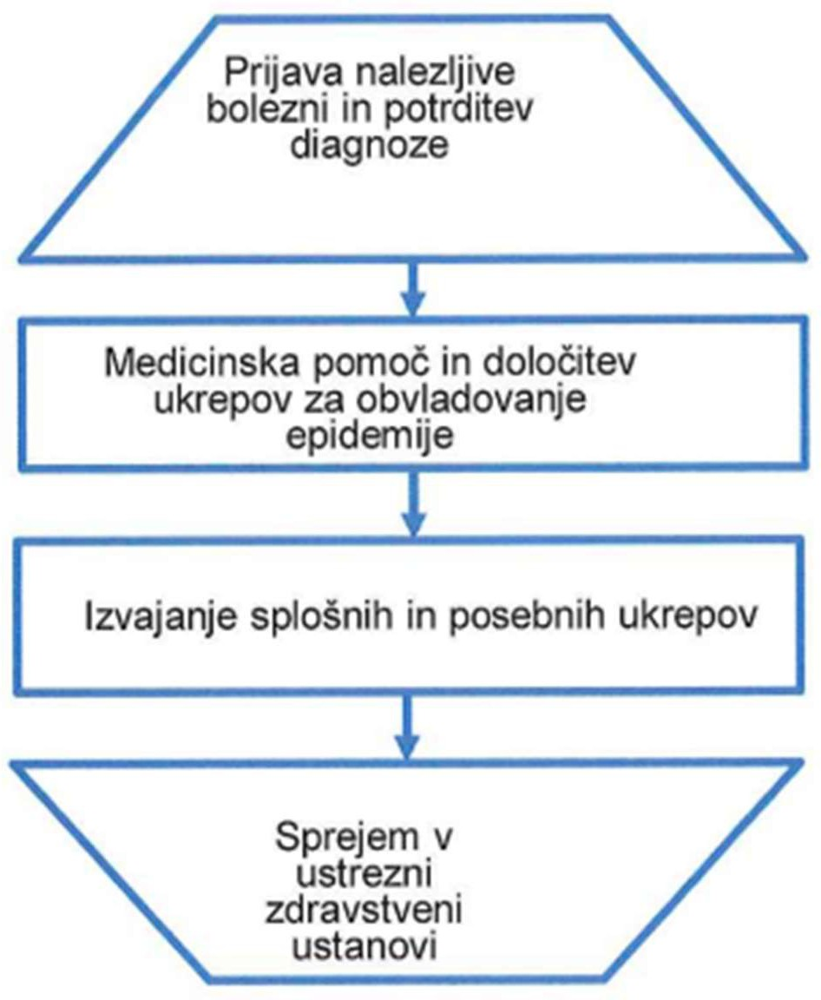 Prijava nalezljive
bolezni in potrditev
diagnoze
Medicinska pomoč in določitev
ukrepov za obvladovanje
epidemije
Izvajanje splošnih in posebnih ukrepov
Sprejem v
ustrezni
zdravstveni
ustanovi